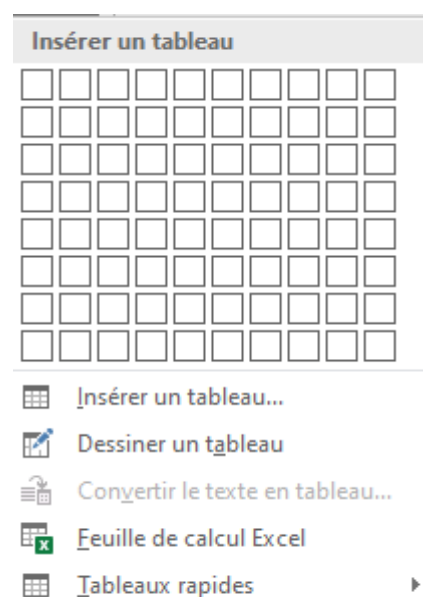 Insérer un tableau
Insérer un tableau...
Dessiner un tableau
Convertir le texte en tableau...
Feuille de calcul Excel
Tableaux rapides